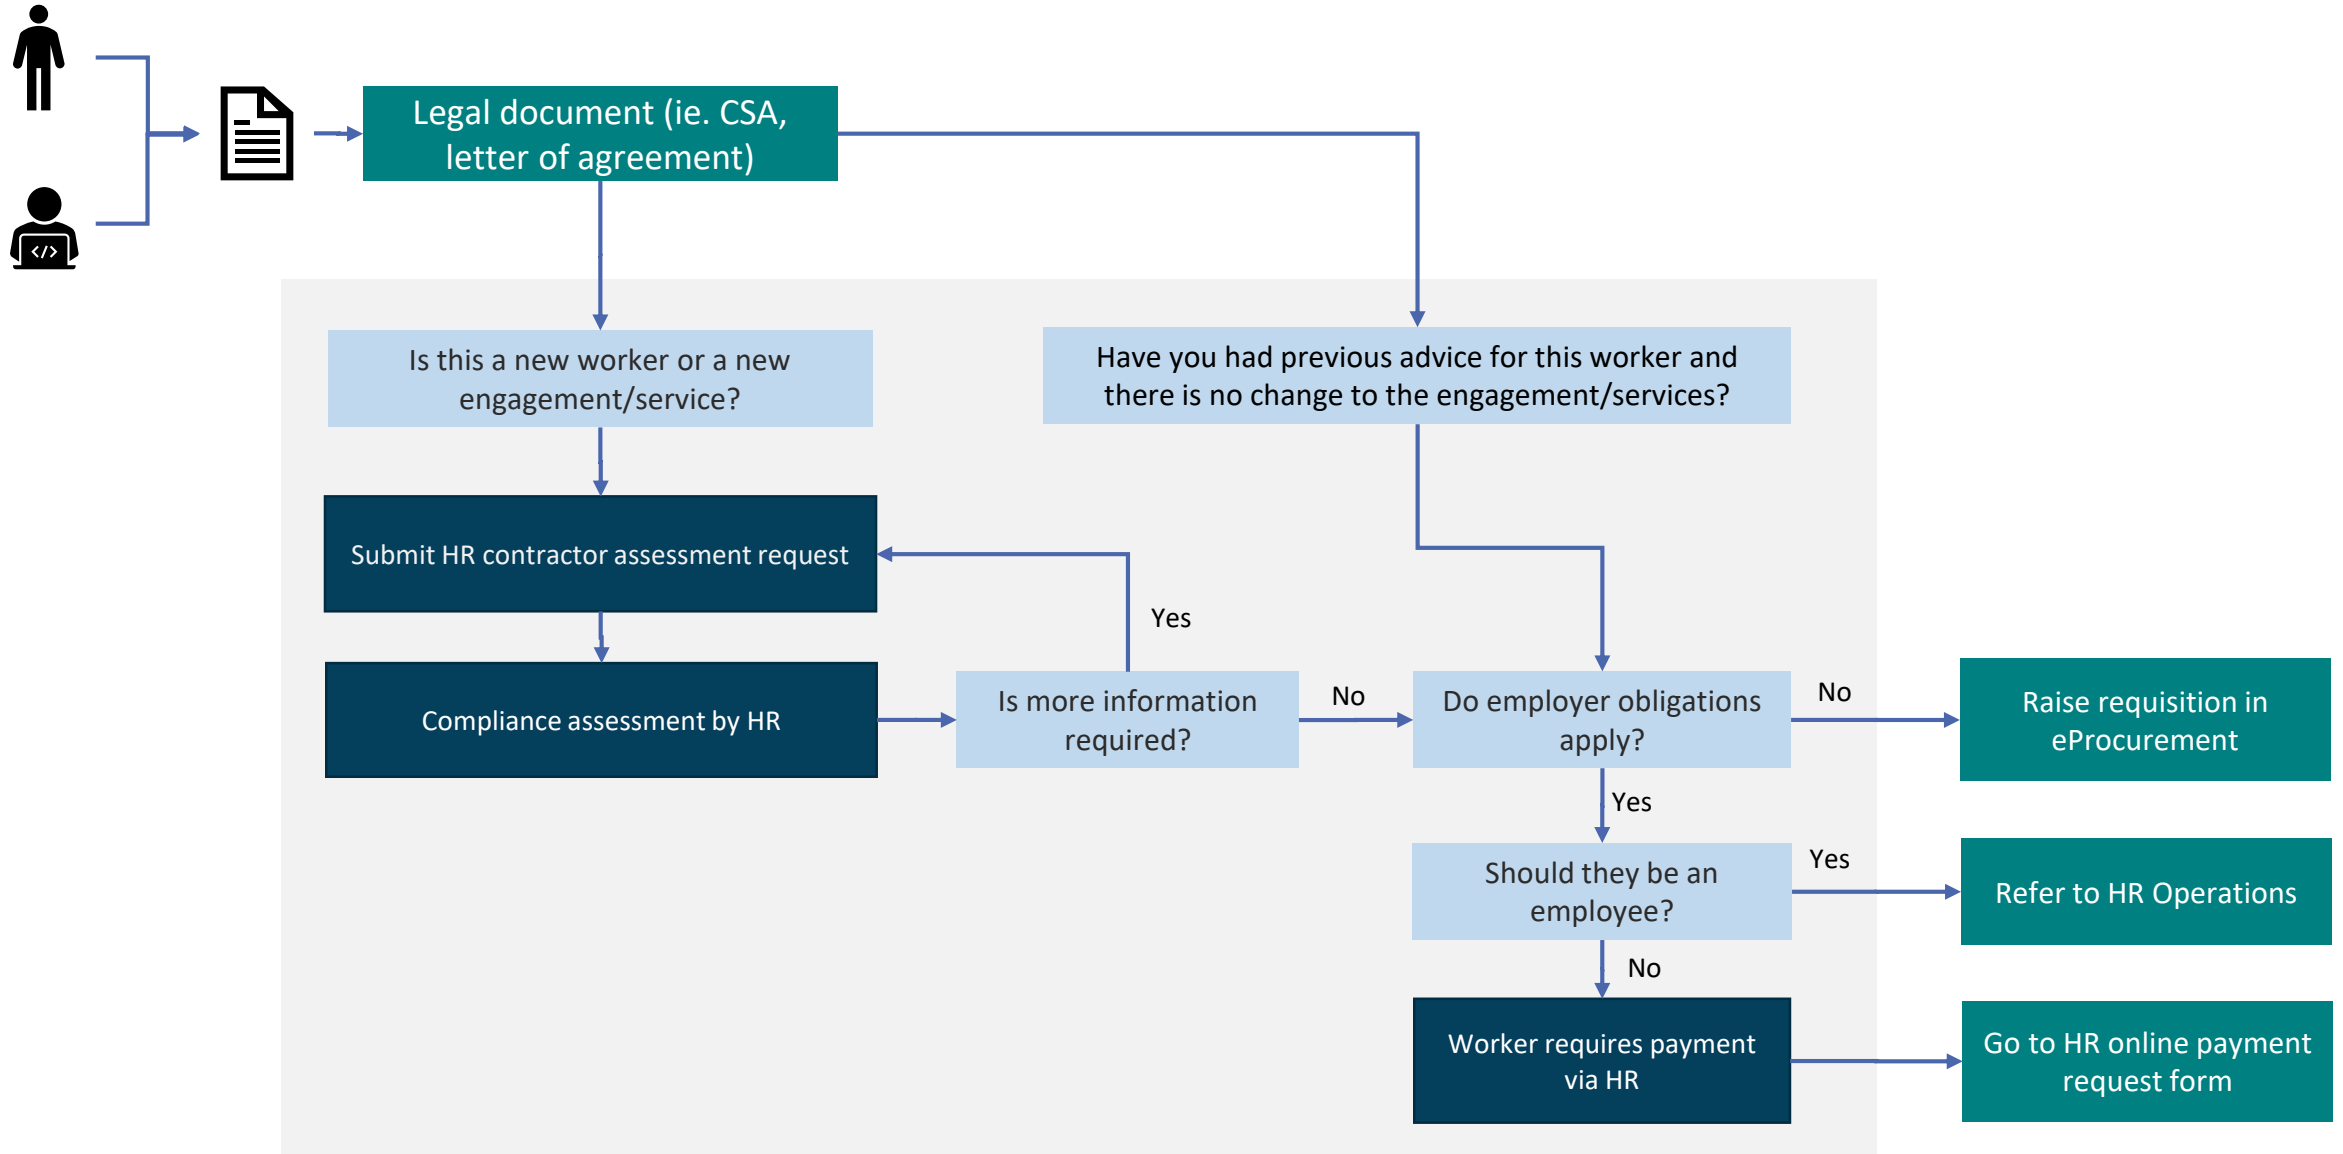 Legal document (ie. CSA,
letter of agreement)
</>
Is this a new worker or a new
engagement/service?
Have you had previous advice for this worker and
there is no change to the engagement/services?
Submit HR contractor assessment request
Yes
Compliance assessment by HR
Is more information
required?
No
Do employer obligations
apply?
No
Raise requisition in
eProcurement
Yes
Should they be an
employee?
Yes
Refer to HR Operations
No
Worker requires payment
via HR
Go to HR online payment
request form